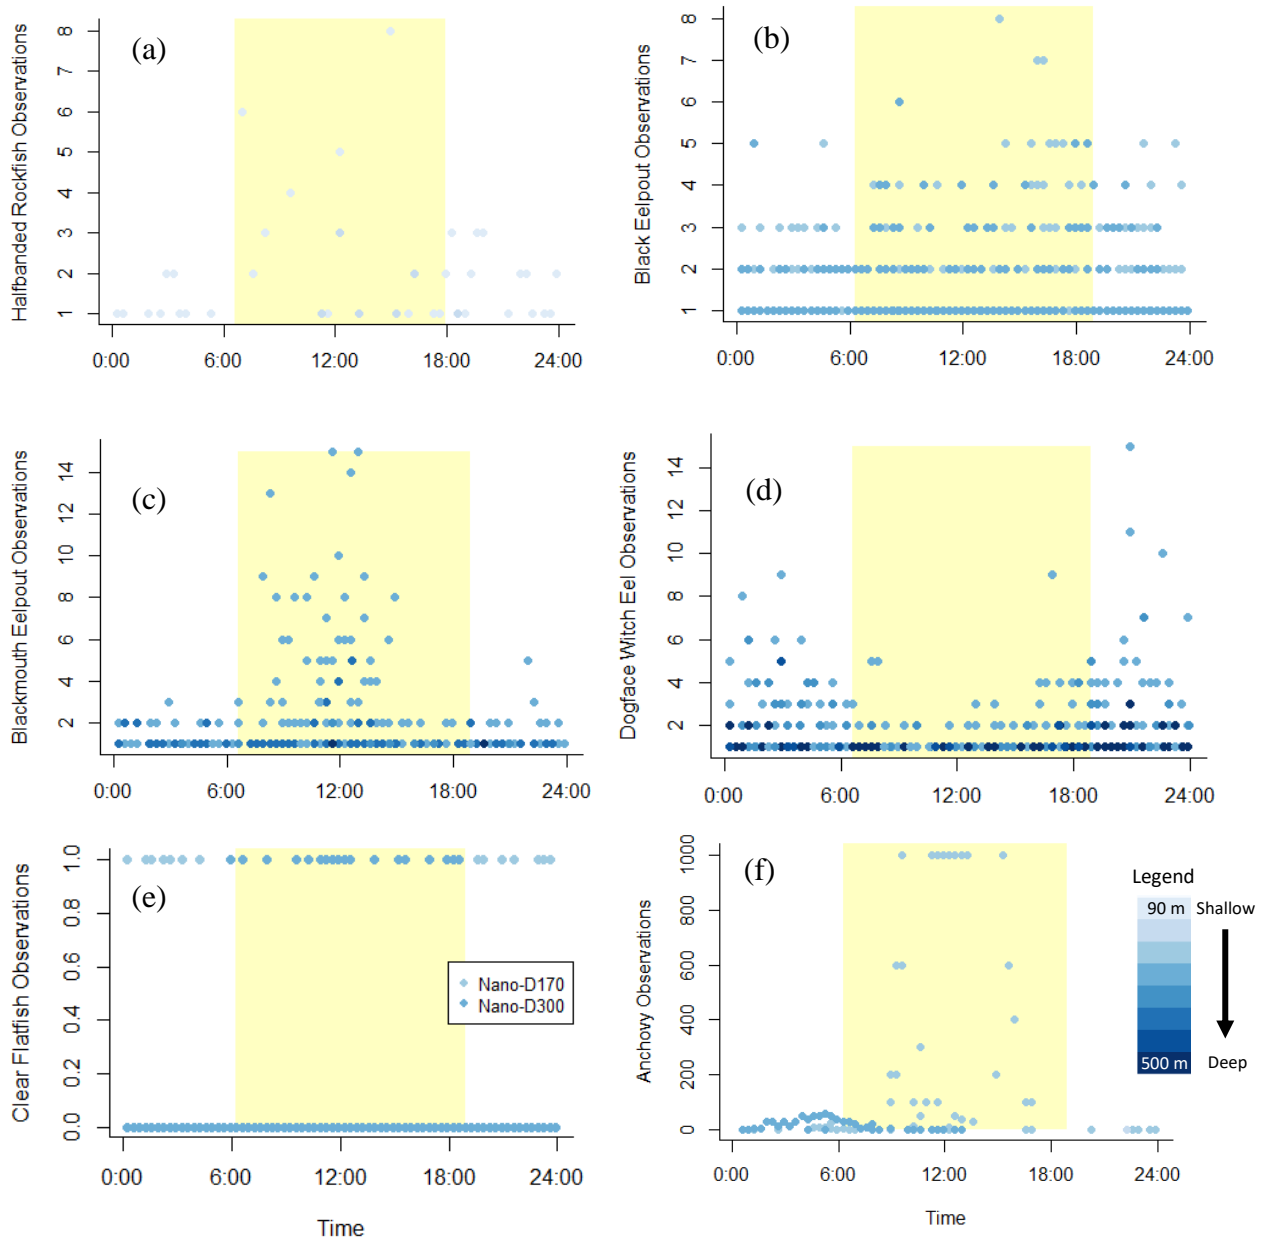 (a)
Halfbanded Rockfish Observations
8
7
6
5
4
3
2
1
0:00 6:00 12:00 18:00 24:00
(b)
Black Eelpout Observations
8
7
6
5
4
3
2
1
0:00 6:00 12:00 18:00 24:00
(c)
Blackmouth Eelpout Observations
14
12
10
8
6
4
2
0:00 6:00 12:00 18:00 24:00
(d)
Dogface Witch Eel Observations
14
12
10
8
6
4
2
0:00 6:00 12:00 18:00 24:00
(e)
Clear Flatfish Observations
1.0
0.8
0.6
0.4
0.2
0.0
Nano-D170
Nano-D300
0:00 6:00 12:00 18:00 24:00
Time
(f)
Anchovy Observations
1000
800
600
400
200
0
0:00 6:00 12:00 18:00 24:00
Time
Legend
90 m Shallow
500 m Deep